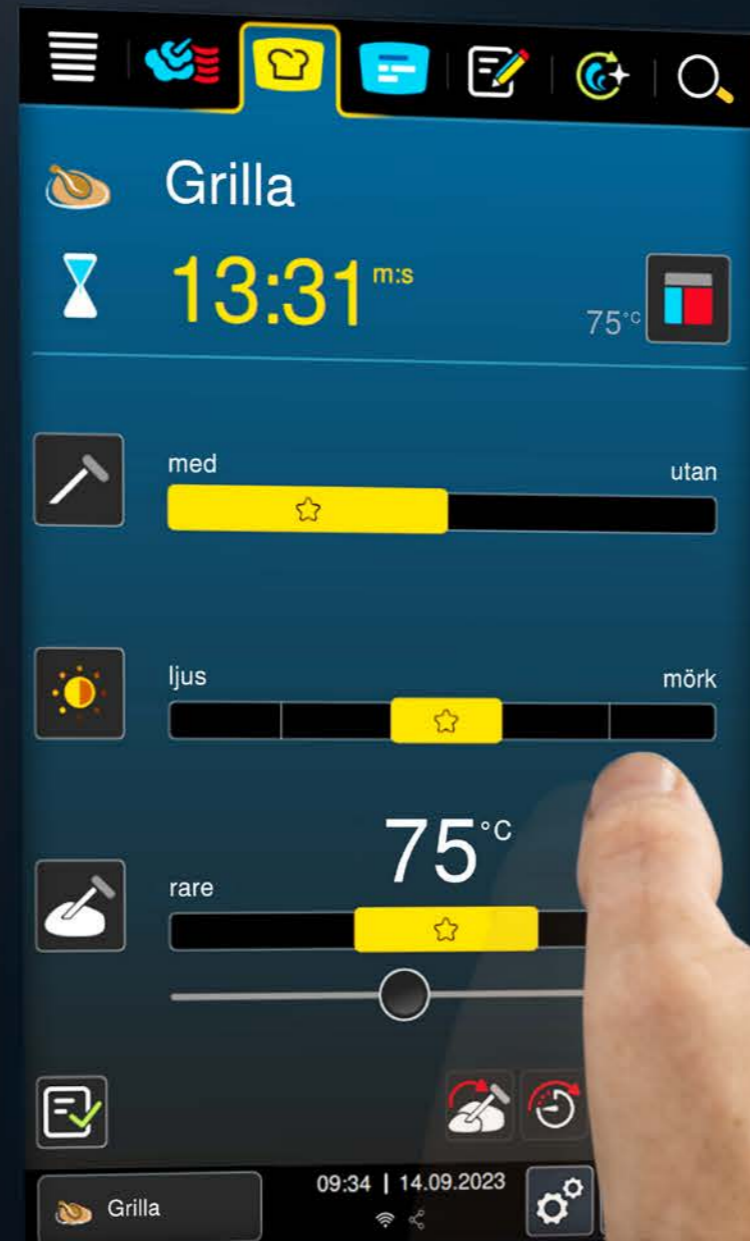 Grilla
13:31 m:s
75°C
med utan
ljus mörk
75°C
rare
Grilla
09:34 | 14.09.2023